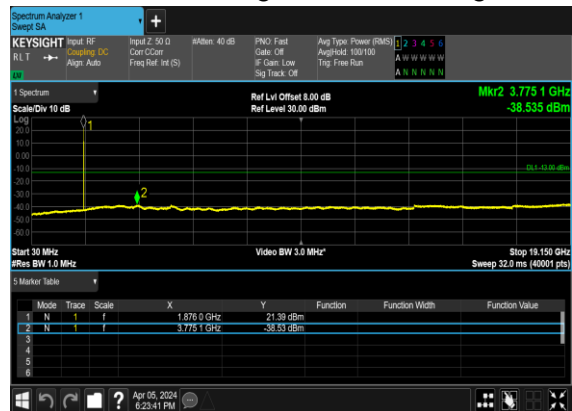 Spectrum Analyzer 1
Swept SA
+
KEYSIGHT Input: RF Input Z: 50 Ω #Atten: 40 dB PNO: Fast Avg Type: Power (RMS) 1 2 3 4 5 6
RLT Coupling: DC Corr CCorr Gate: Off Avg|Hold: 100/100 A W W W W W
Align: Auto Freq Ref: Int (S) IF Gain: Low Trig: Free Run
LXI Sig Track: Off A N N N N N
1 Spectrum Ref Lvl Offset 8.00 dB Mkr2 3.775 1 GHz
Scale/Div 10 dB Ref Level 30.00 dBm -38.535 dBm
Log
20.0 1
10.0
0.00
-10.0 DL1 -13.00 dBm
-20.0
-30.0 2
-40.0
-50.0
-60.0
Start 30 MHz Video BW 3.0 MHz* Stop 19.150 GHz
#Res BW 1.0 MHz Sweep 32.0 ms (40001 pts)
5 Marker Table
Mode Trace Scale X Y Function Function Width Function Value
1 N 1 f 1.876 0 GHz 21.39 dBm
2 N 1 f 3.775 1 GHz -38.53 dBm
3
4
5
6
? Apr 05, 2024
6:23:41 PM